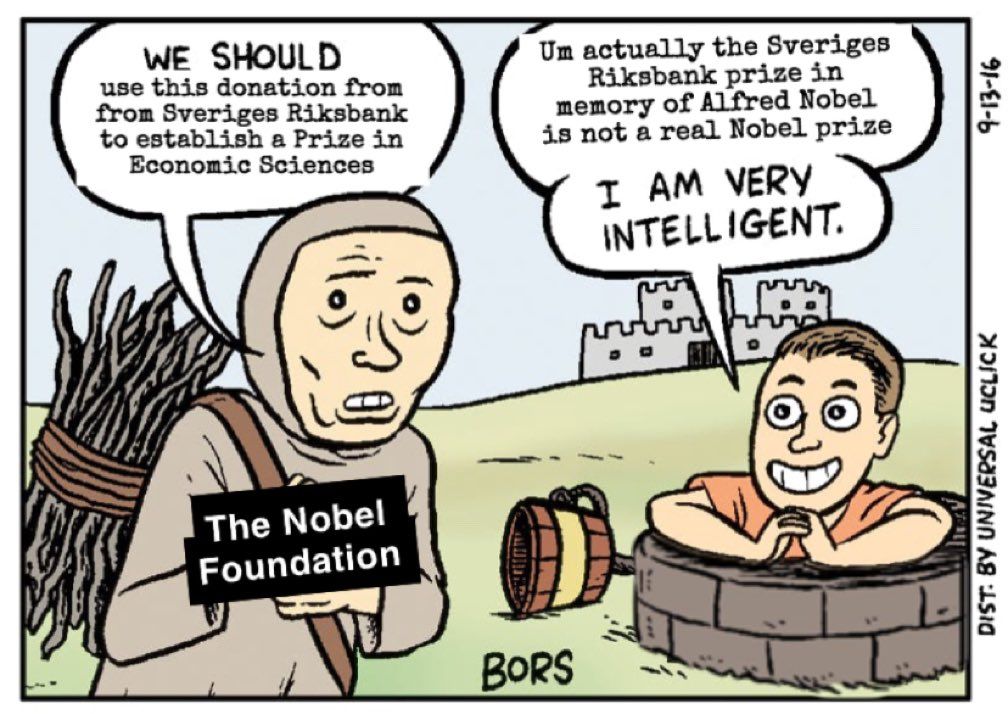 WE SHOULD
use this donation from
from Sveriges Riksbank
to establish a Prize in
Economic Sciences
Um actually the Sveriges
Riksbank prize in
memory of Alfred Nobel
is not a real Nobel prize
I AM VERY
INTELLIGENT.
The Nobel
Foundation
BORS
9-13-16
DIST. BY UNIVERSAL UCLICK